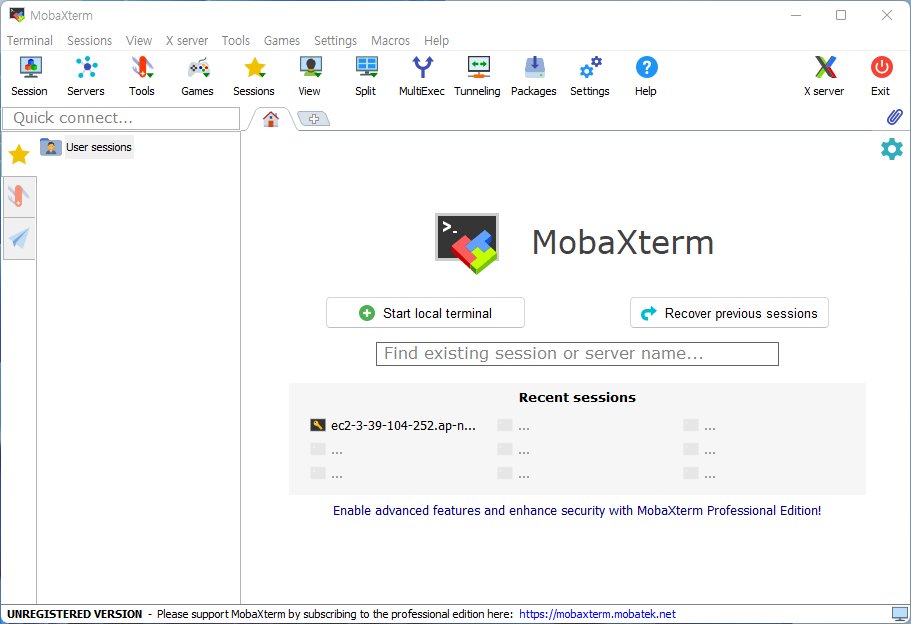 MobaXterm
Terminal Sessions View X server Tools Games Settings Macros Help
Session Servers Tools Games Sessions View Split MultiExec Tunneling Packages Settings Help X server Exit
Quick connect...
User sessions
>_
MobaXterm
Start local terminal Recover previous sessions
Find existing session or server name...
Recent sessions
ec2-3-39-104-252.ap-n... ... ...
... ... ...
... ... ...
Enable advanced features and enhance security with MobaXterm Professional Edition!
UNREGISTERED VERSION - Please support MobaXterm by subscribing to the professional edition here: https://mobaxterm.mobatek.net